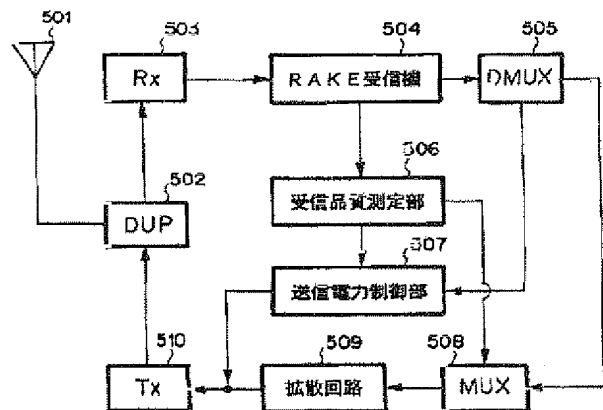 501
503
504
505
Rx
RAKE受信機
DMUX
506
502
受信品質測定部
DUP
507
送信電力制御部
510
509
508
Tx
拡散回路
MUX